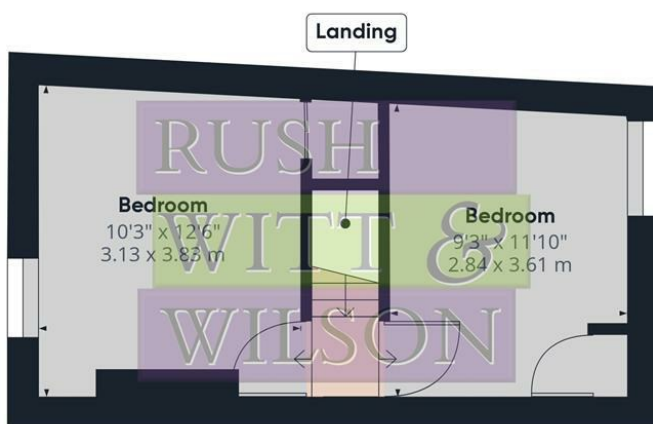 Landing
RUSH
WITT &
WILSON
Bedroom
10'3" x 12'6"
3.13 x 3.83 m
Bedroom
9'3" x 11'10"
2.84 x 3.61 m